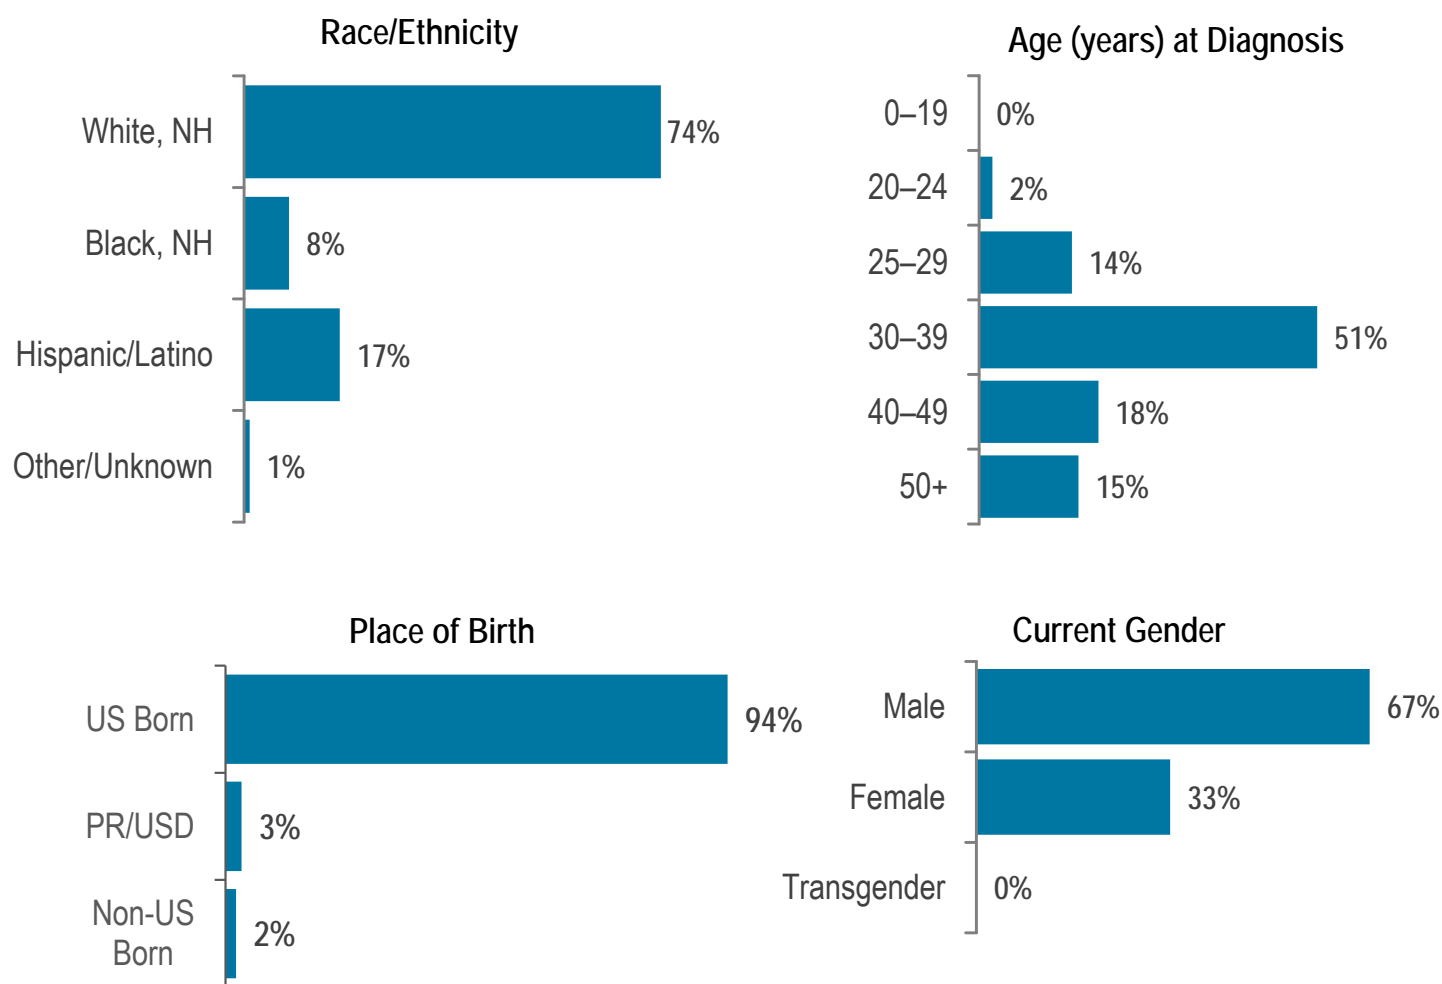 Race/Ethnicity
White, NH 74%
Black, NH 8%
Hispanic/Latino 17%
Other/Unknown 1%
Age (years) at Diagnosis
0–19 0%
20–24 2%
25–29 14%
30–39 51%
40–49 18%
50+ 15%
Place of Birth
US Born 94%
PR/USD 3%
Non-US
Born
2%
Current Gender
Male 67%
Female 33%
Transgender 0%